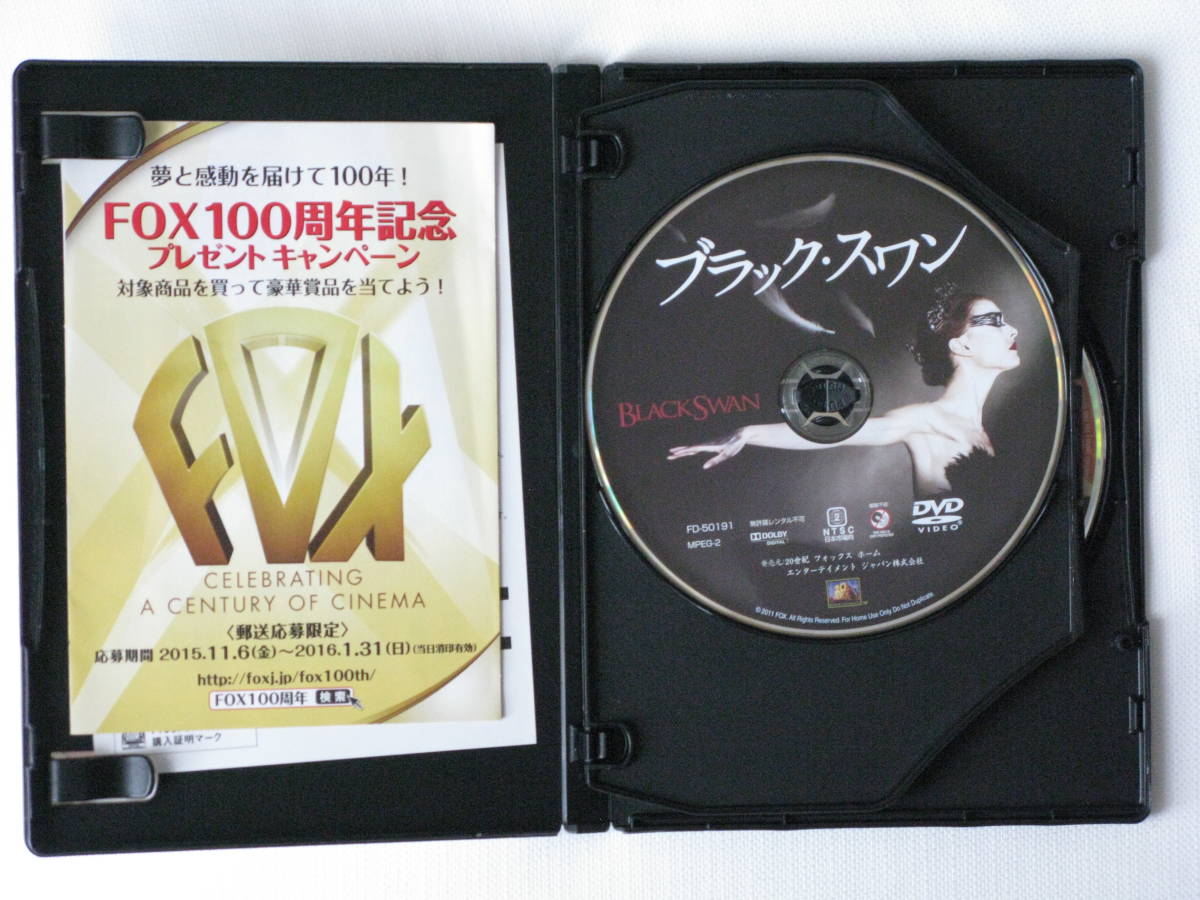 夢と感動を届けて100年!
FOX100周年記念
プレゼントキャンペーン
対象商品を買って豪華賞品を当てよう!
FOX
CELEBRATING
A CENTURY OF CINEMA
〈郵送応募限定〉
応募期間 2015.11.6(金)〜2016.1.31(日)(当日消印有効)
http://foxj.jp/fox100th/
FOX100周年 検索
購入証明マーク
ブラック・スワン
BLACK SWAN
FD-50191
無許諾レンタル不可
MPEG-2
DOLBY
DIGITAL
2
NTSC
日本市場向
複製不能
DVD
VIDEO
発売元:20世紀 フォックス ホーム
エンターテイメント ジャパン株式会社
© 2011 FOX. All Rights Reserved. For Home Use Only. Do Not Duplicate.